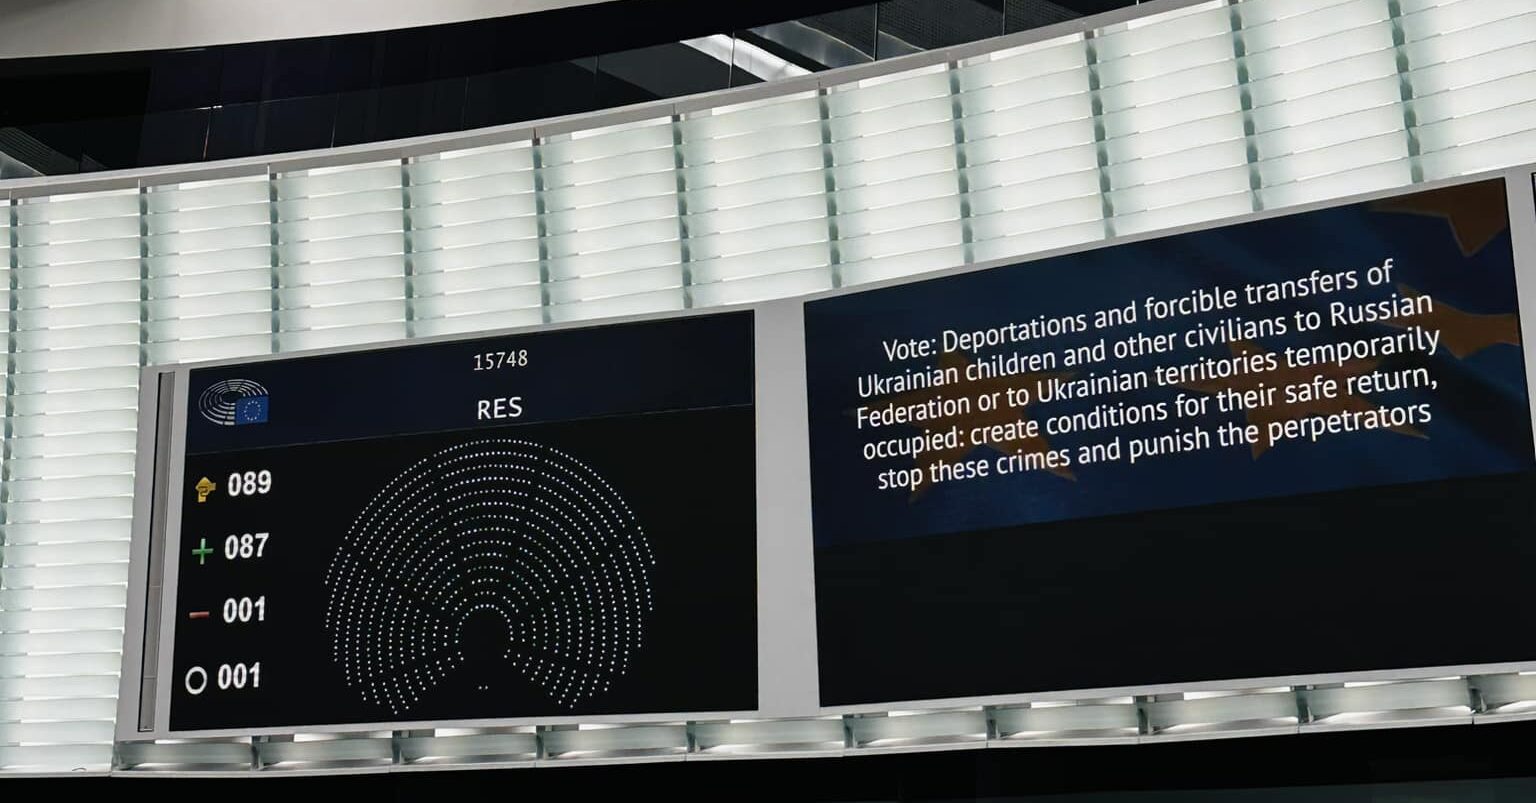 15748
RES
089
+ 087
- 001
001
Vote: Deportations and forcible transfers of
Ukrainian children and other civilians to Russian
Federation or to Ukrainian territories temporarily
occupied: create conditions for their safe return,
stop these crimes and punish the perpetrators